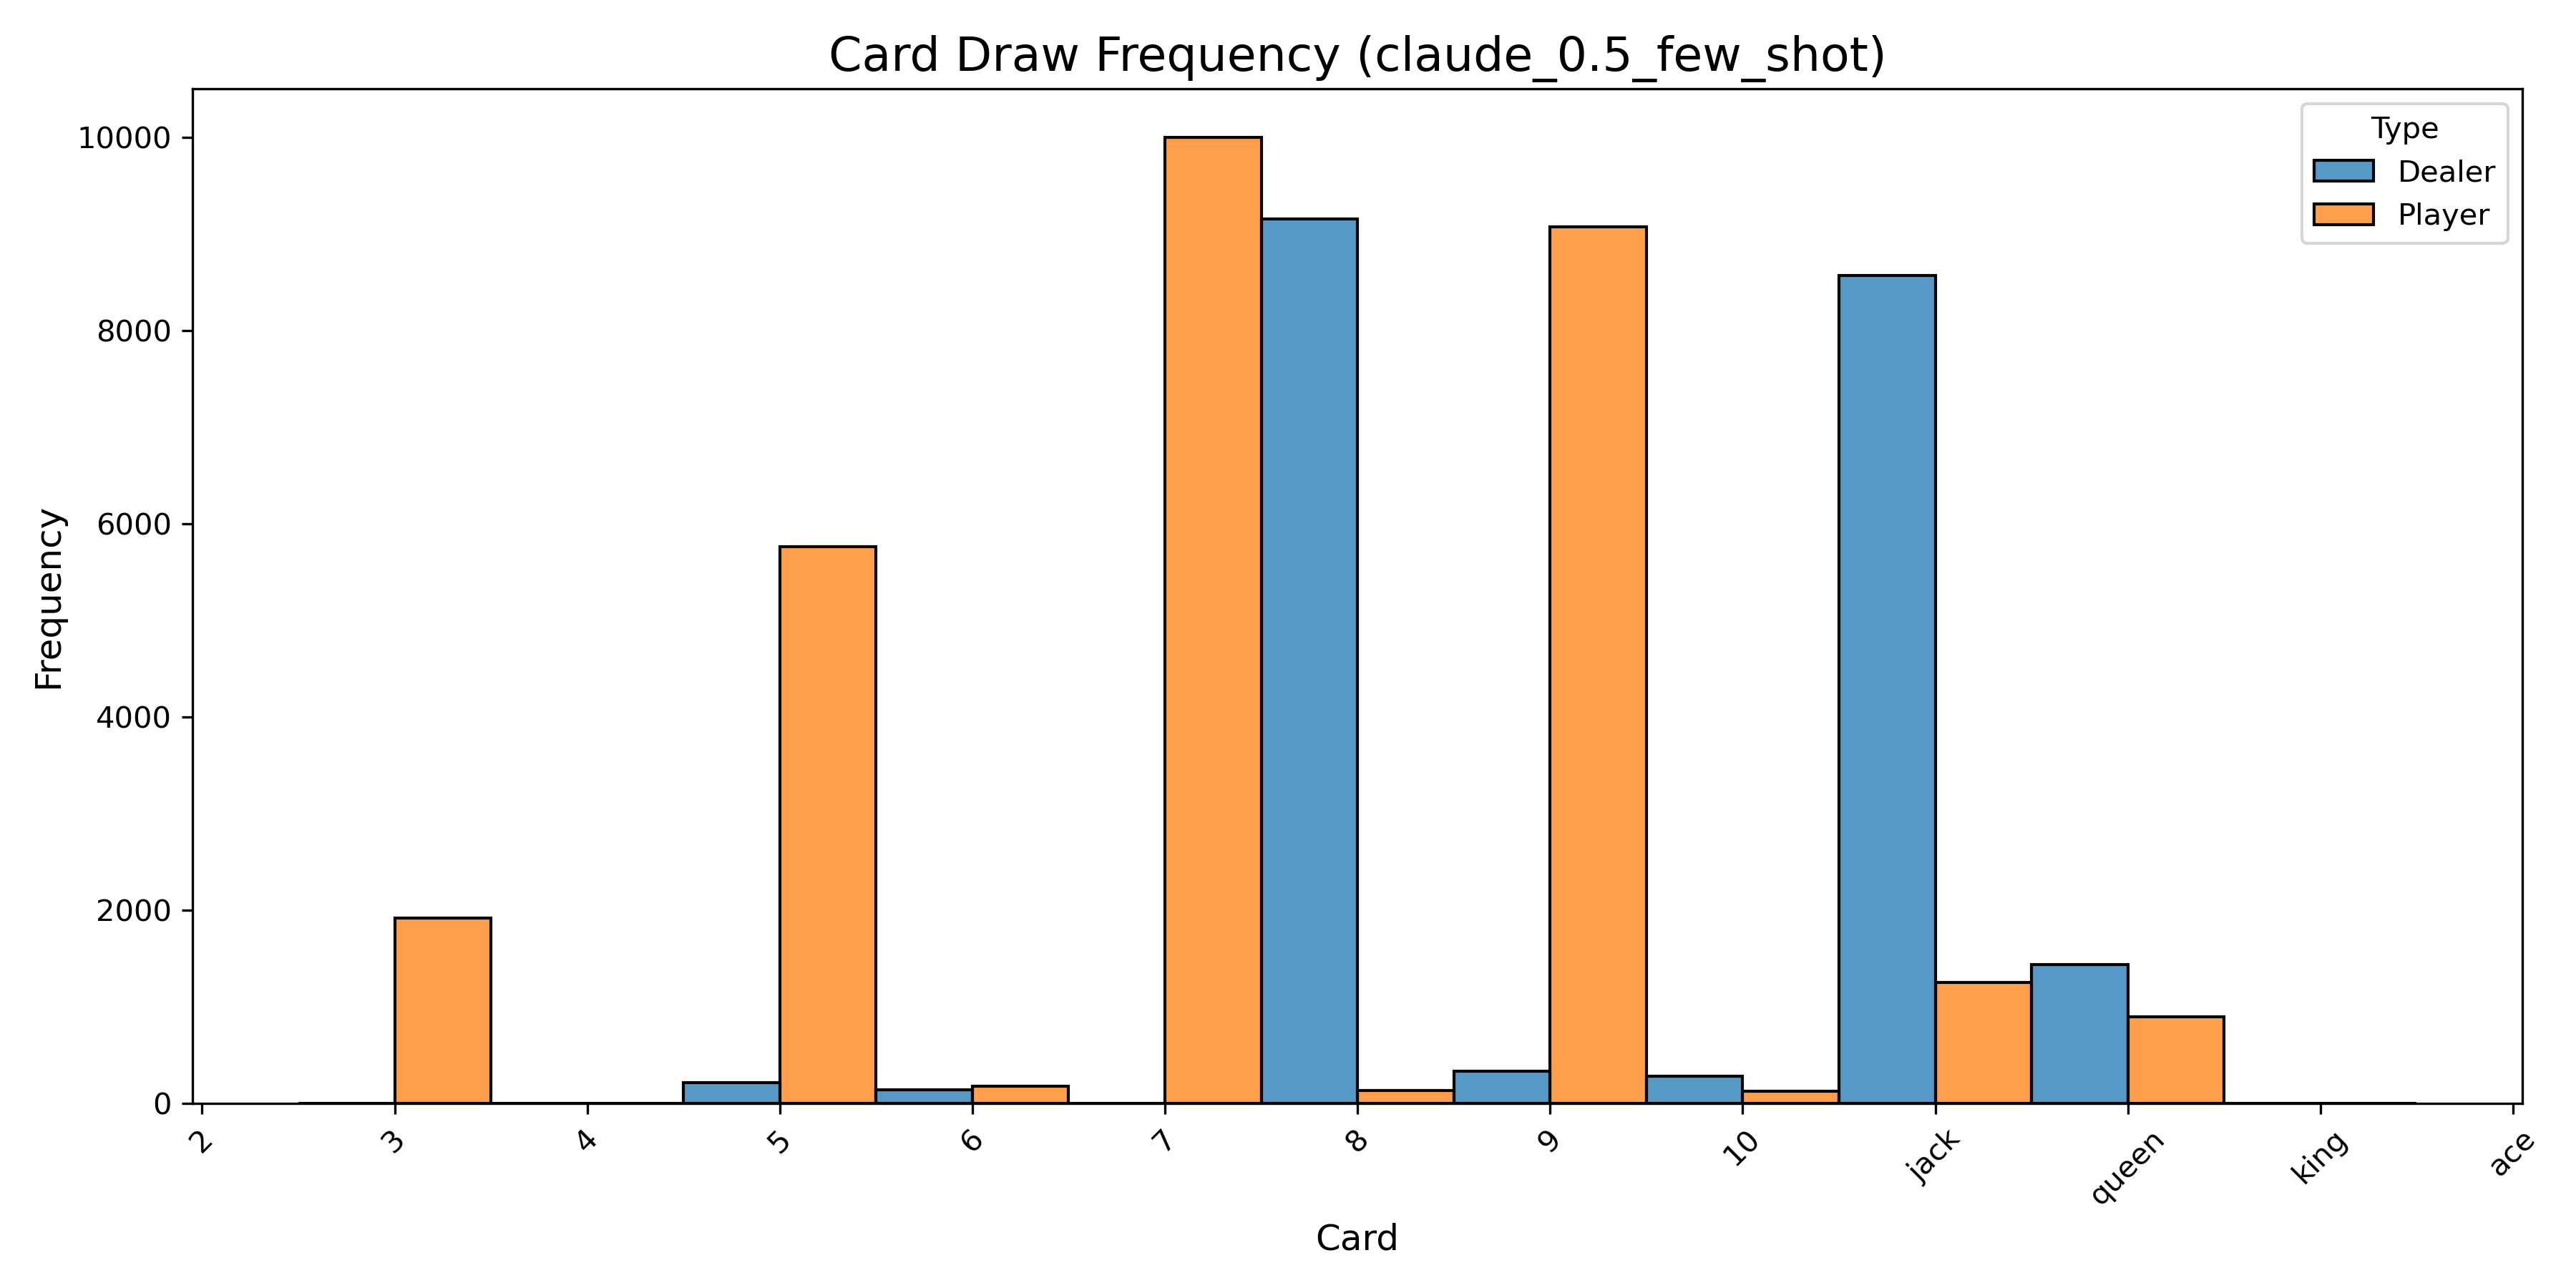 Card Draw Frequency (claude_0.5_few_shot)
Type
Dealer
Player
10000
8000
6000
4000
2000
0
Frequency
2
3
4
5
6
7
8
9
10
jack
queen
king
ace
Card